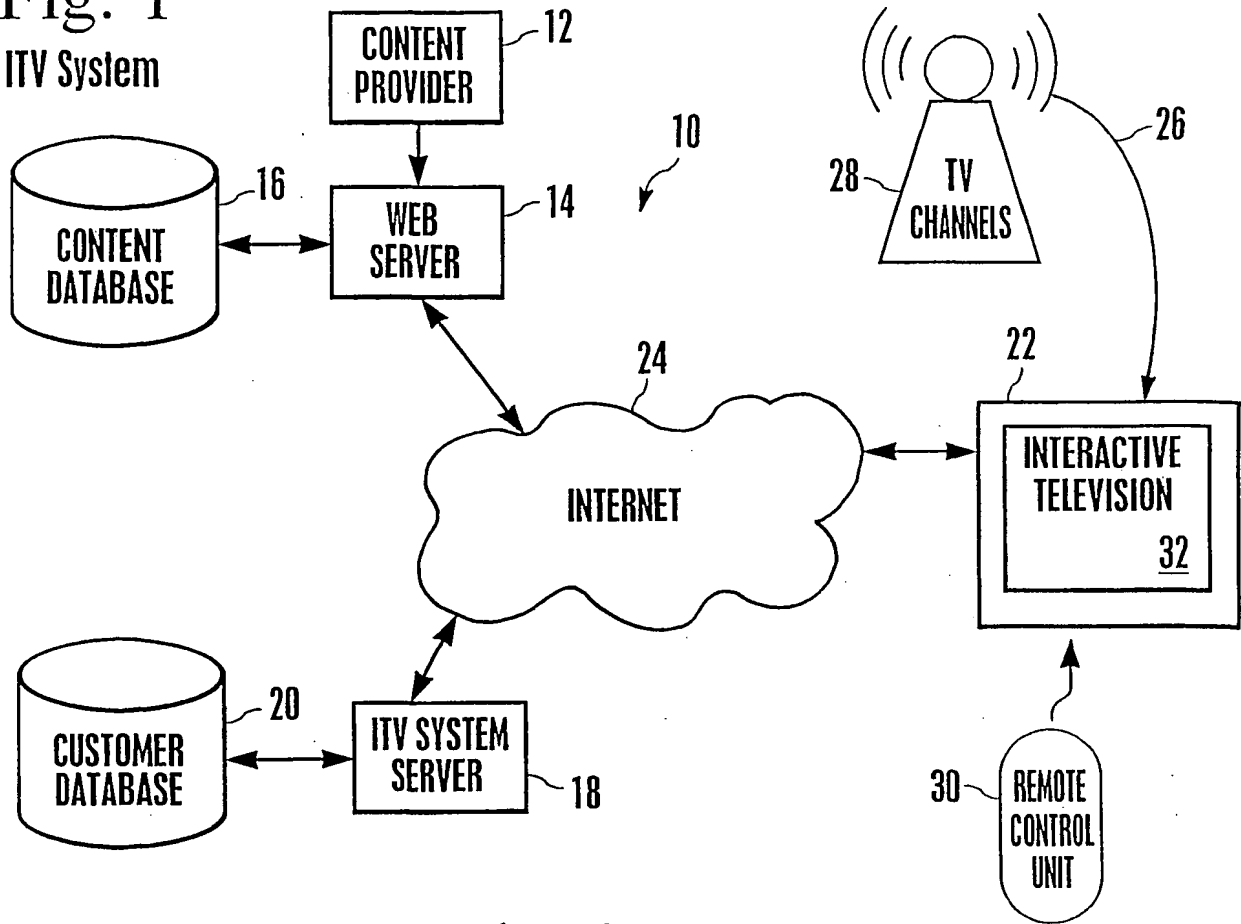 Fig. 1
ITV System
CONTENT
PROVIDER
12
10
16
CONTENT
DATABASE
WEB
SERVER
14
28
TV
CHANNELS
26
24
INTERNET
22
INTERACTIVE
TELEVISION
32
20
CUSTOMER
DATABASE
ITV SYSTEM
SERVER
18
30
REMOTE
CONTROL
UNIT